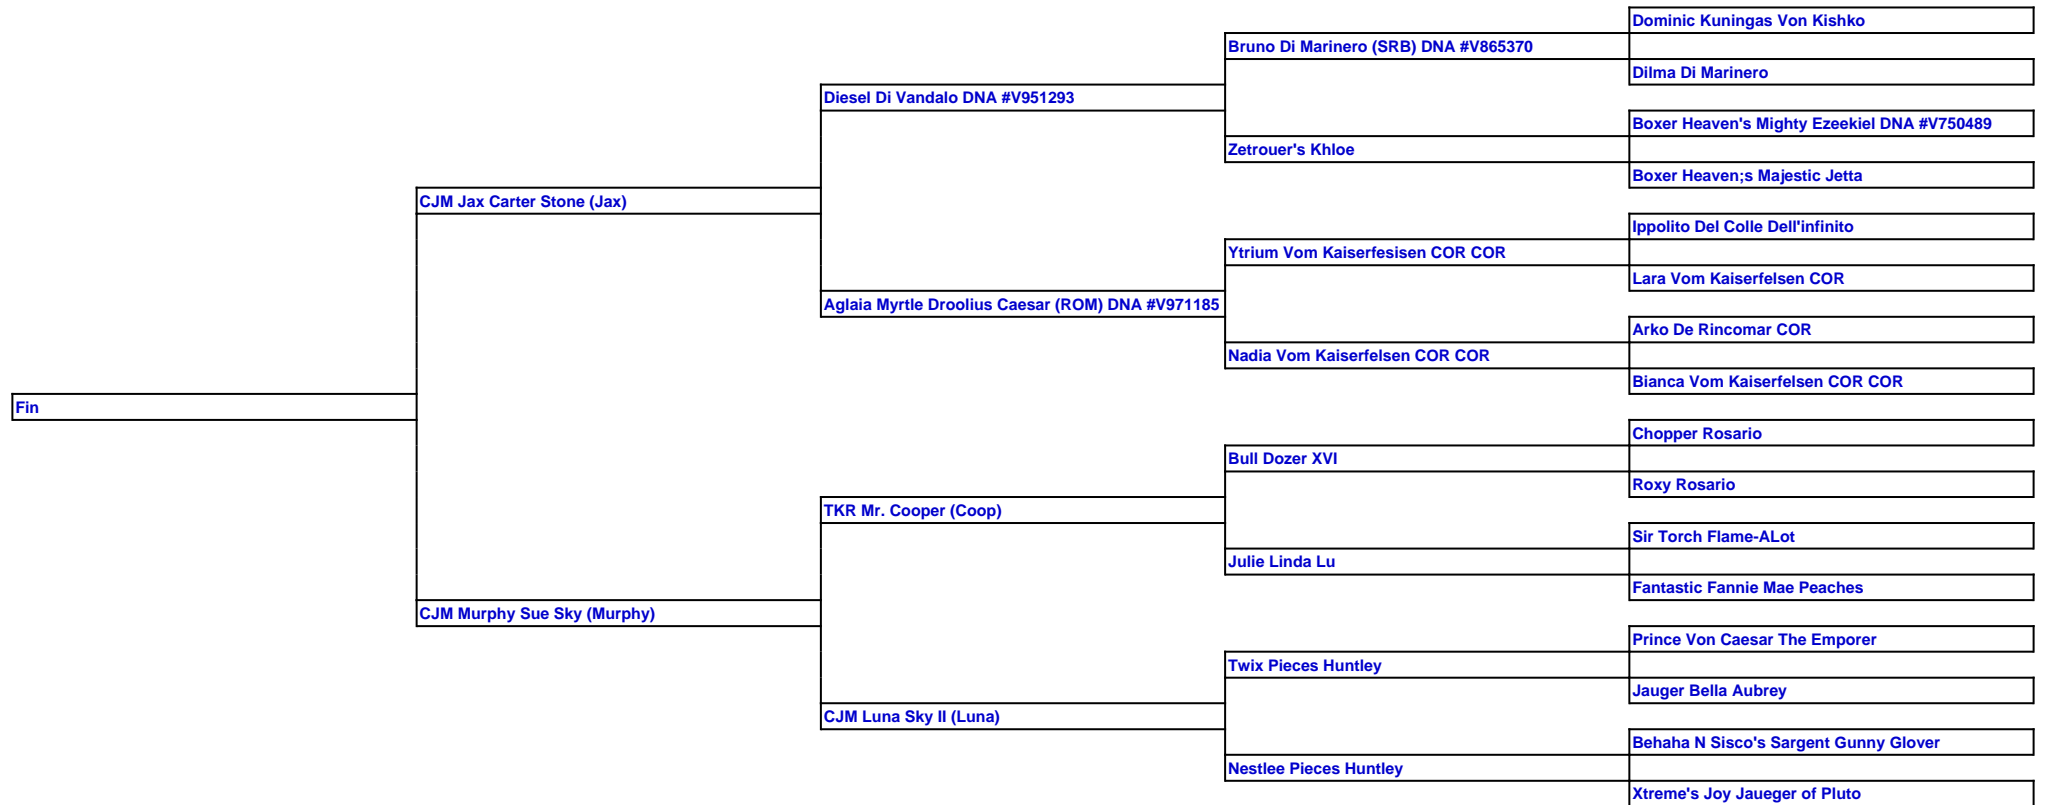 Dominic Kuningas Von Kishko
Bruno Di Marinero (SRB) DNA #V865370
Dilma Di Marinero
Diesel Di Vandalo DNA #V951293
Boxer Heaven's Mighty Ezeekiel DNA #V750489
Zetrouer's Khloe
Boxer Heaven;s Majestic Jetta
CJM Jax Carter Stone (Jax)
Ippolito Del Colle Dell'infinito
Ytrium Vom Kaiserfesisen COR COR
Lara Vom Kaiserfelsen COR
Aglaia Myrtle Droolius Caesar (ROM) DNA #V971185
Arko De Rincomar COR
Nadia Vom Kaiserfelsen COR COR
Bianca Vom Kaiserfelsen COR COR
Fin
Chopper Rosario
Bull Dozer XVI
Roxy Rosario
TKR Mr. Cooper (Coop)
Sir Torch Flame-ALot
Julie Linda Lu
Fantastic Fannie Mae Peaches
CJM Murphy Sue Sky (Murphy)
Prince Von Caesar The Emporer
Twix Pieces Huntley
Jauger Bella Aubrey
CJM Luna Sky II (Luna)
Behaha N Sisco's Sargent Gunny Glover
Nestlee Pieces Huntley
Xtreme's Joy Jaueger of Pluto